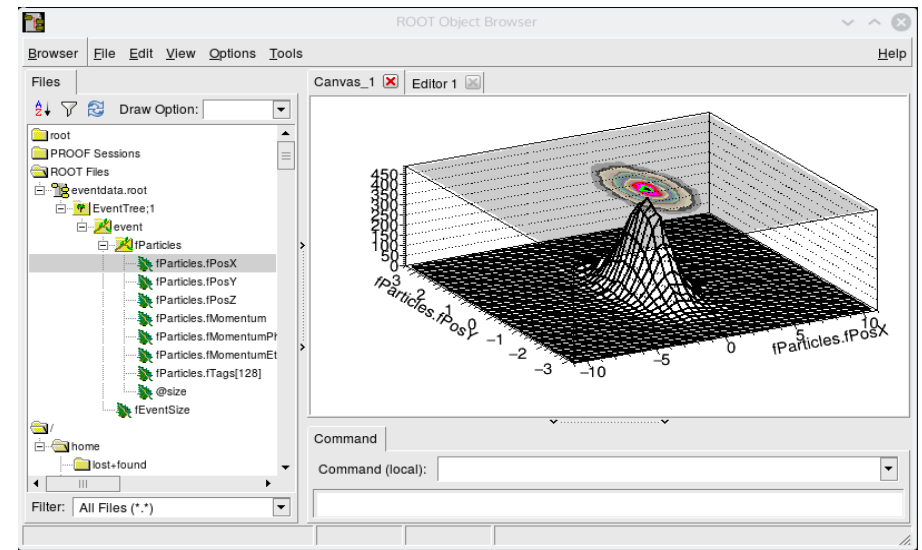 ROOT Object Browser
Browser File Edit View Options Tools Help
Files
Draw Option:
root
PROOF Sessions
ROOT Files
eventdata.root
EventTree;1
event
fParticles
fParticles.fPosX
fParticles.fPosY
fParticles.fPosZ
fParticles.fMomentum
fParticles.fMomentumPh
fParticles.fMomentumEt
fParticles.fTags[128]
@size
fEventSize
/
home
lost+found
Filter: All Files (*.*)
Canvas_1 Editor 1
450
400
350
300
250
200
150
100
50
0
3
2
1
0
−1
−2
−3
fParticles.fPosY
−10
−5
0
5
10
fParticles.fPosX
Command
Command (local):